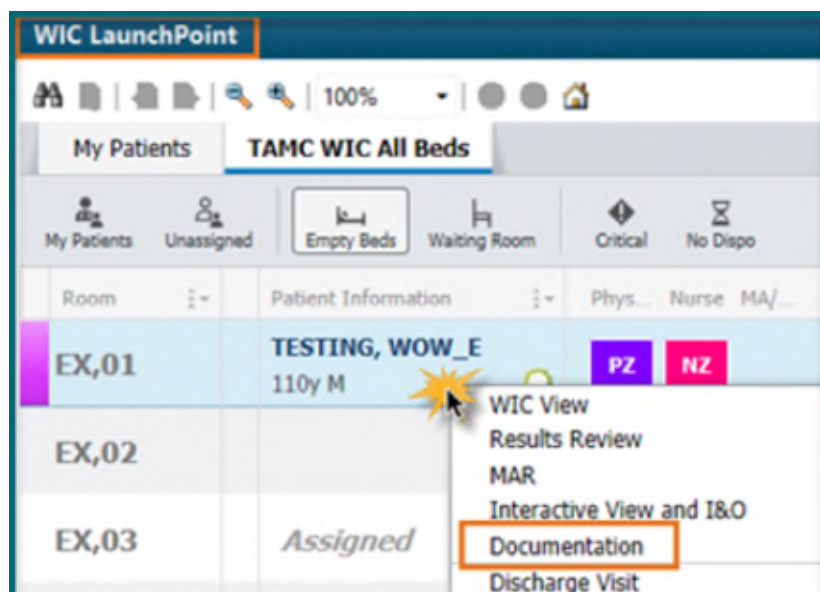 WIC LaunchPoint
100%
My Patients TAMC WIC All Beds
My Patients Unassigned Empty Beds Waiting Room Critical No Dispo
Room Patient Information Phys... Nurse MA/...
EX,01 TESTING, WOW_E PZ NZ
110y M
WIC View
Results Review
MAR
Interactive View and I&O
Documentation
Discharge Visit
EX,02
EX,03 Assigned